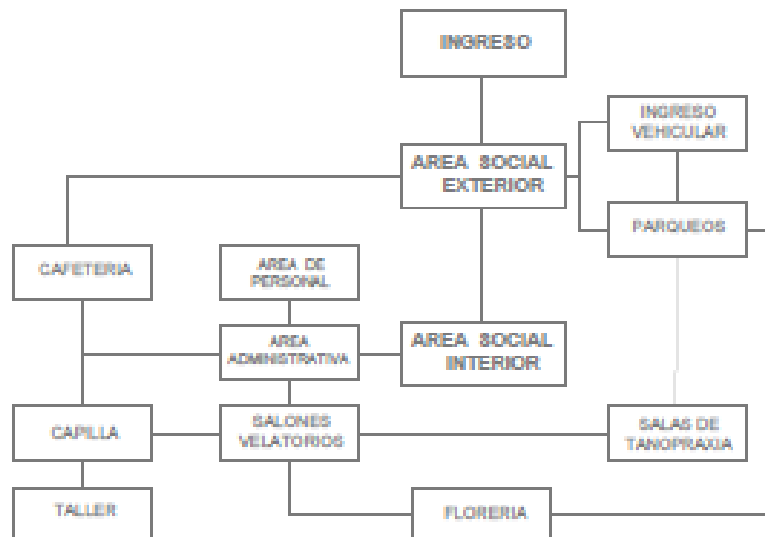 INGRESO
INGRESO
VEHICULAR
AREA SOCIAL
EXTERIOR
PARQUEOS
CAFETERIA
AREA DE
PERSONAL
AREA
ADMINISTRATIVA
AREA SOCIAL
INTERIOR
CAPILLA
SALONES
VELATORIOS
SALAS DE
TANOPRAXIA
TALLER
FLORERIA